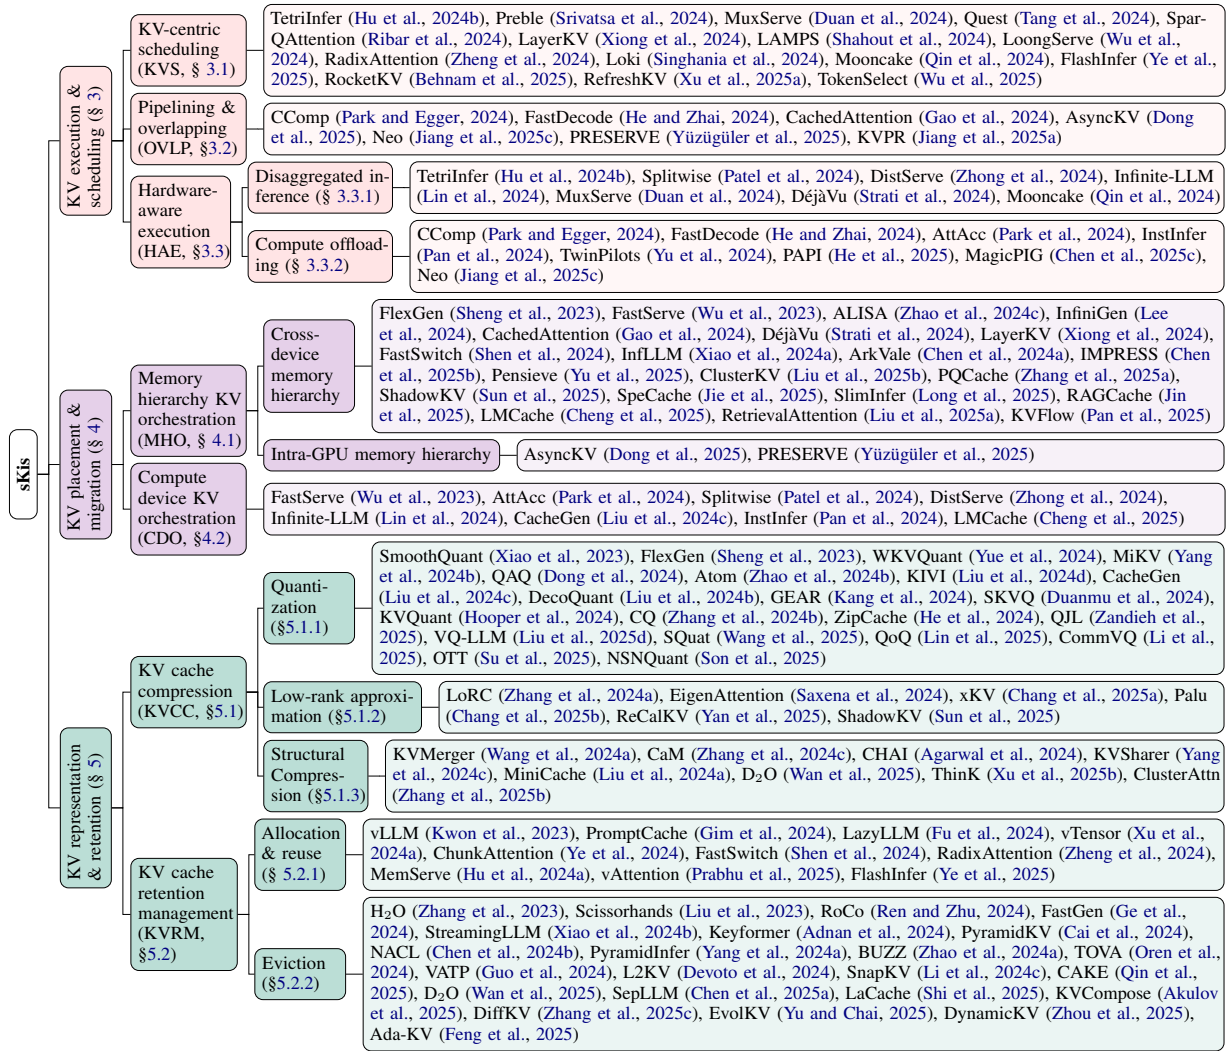 sKis
KV execution &
scheduling (§ 3)
KV-centric
scheduling
(KVS, § 3.1)
TetriInfer (Hu et al., 2024b), Preble (Srivatsa et al., 2024), MuxServe (Duan et al., 2024), Quest (Tang et al., 2024), Spar-
QAttention (Ribar et al., 2024), LayerKV (Xiong et al., 2024), LAMPS (Shahout et al., 2024), LoongServe (Wu et al.,
2024), RadixAttention (Zheng et al., 2024), Loki (Singhania et al., 2024), Mooncake (Qin et al., 2024), FlashInfer (Ye et al.,
2025), RocketKV (Behnam et al., 2025), RefreshKV (Xu et al., 2025a), TokenSelect (Wu et al., 2025)
Pipelining &
overlapping
(OVLP, §3.2)
CComp (Park and Egger, 2024), FastDecode (He and Zhai, 2024), CachedAttention (Gao et al., 2024), AsyncKV (Dong
et al., 2025), Neo (Jiang et al., 2025c), PRESERVE (Yüzügüler et al., 2025), KVPR (Jiang et al., 2025a)
Hardware-
aware
execution
(HAE, §3.3)
Disaggregated in-
ference (§ 3.3.1)
TetriInfer (Hu et al., 2024b), Splitwise (Patel et al., 2024), DistServe (Zhong et al., 2024), Infinite-LLM
(Lin et al., 2024), MuxServe (Duan et al., 2024), DéjàVu (Strati et al., 2024), Mooncake (Qin et al., 2024)
Compute offload-
ing (§ 3.3.2)
CComp (Park and Egger, 2024), FastDecode (He and Zhai, 2024), AttAcc (Park et al., 2024), InstInfer
(Pan et al., 2024), TwinPilots (Yu et al., 2024), PAPI (He et al., 2025), MagicPIG (Chen et al., 2025c),
Neo (Jiang et al., 2025c)
KV placement &
migration (§ 4)
Memory
hierarchy KV
orchestration
(MHO, § 4.1)
Cross-
device
memory
hierarchy
FlexGen (Sheng et al., 2023), FastServe (Wu et al., 2023), ALISA (Zhao et al., 2024c), InfiniGen (Lee
et al., 2024), CachedAttention (Gao et al., 2024), DéjàVu (Strati et al., 2024), LayerKV (Xiong et al., 2024),
FastSwitch (Shen et al., 2024), InfLLM (Xiao et al., 2024a), ArkVale (Chen et al., 2024a), IMPRESS (Chen
et al., 2025b), Pensieve (Yu et al., 2025), ClusterKV (Liu et al., 2025b), PQCache (Zhang et al., 2025a),
ShadowKV (Sun et al., 2025), SpeCache (Jie et al., 2025), SlimInfer (Long et al., 2025), RAGCache (Jin
et al., 2025), LMCache (Cheng et al., 2025), RetrievalAttention (Liu et al., 2025a), KVFlow (Pan et al., 2025)
Intra-GPU memory hierarchy
AsyncKV (Dong et al., 2025), PRESERVE (Yüzügüler et al., 2025)
Compute
device KV
orchestration
(CDO, §4.2)
FastServe (Wu et al., 2023), AttAcc (Park et al., 2024), Splitwise (Patel et al., 2024), DistServe (Zhong et al., 2024),
Infinite-LLM (Lin et al., 2024), CacheGen (Liu et al., 2024c), InstInfer (Pan et al., 2024), LMCache (Cheng et al., 2025)
KV representation
& retention (§ 5)
KV cache
compression
(KVCC, §5.1)
Quanti-
zation
(§5.1.1)
SmoothQuant (Xiao et al., 2023), FlexGen (Sheng et al., 2023), WKVQuant (Yue et al., 2024), MiKV (Yang
et al., 2024b), QAQ (Dong et al., 2024), Atom (Zhao et al., 2024b), KIVI (Liu et al., 2024d), CacheGen
(Liu et al., 2024c), DecoQuant (Liu et al., 2024b), GEAR (Kang et al., 2024), SKVQ (Duanmu et al., 2024),
KVQuant (Hooper et al., 2024), CQ (Zhang et al., 2024b), ZipCache (He et al., 2024), QJL (Zandieh et al.,
2025), VQ-LLM (Liu et al., 2025d), SQuat (Wang et al., 2025), QoQ (Lin et al., 2025), CommVQ (Li et al.,
2025), OTT (Su et al., 2025), NSNQuant (Son et al., 2025)
Low-rank approxi-
mation (§5.1.2)
LoRC (Zhang et al., 2024a), EigenAttention (Saxena et al., 2024), xKV (Chang et al., 2025a), Palu
(Chang et al., 2025b), ReCalKV (Yan et al., 2025), ShadowKV (Sun et al., 2025)
Structural
Compres-
sion (§5.1.3)
KVMerger (Wang et al., 2024a), CaM (Zhang et al., 2024c), CHAI (Agarwal et al., 2024), KVSharer (Yang
et al., 2024c), MiniCache (Liu et al., 2024a), D₂O (Wan et al., 2025), ThinK (Xu et al., 2025b), ClusterAttn
(Zhang et al., 2025b)
KV cache
retention
management
(KVRM,
§5.2)
Allocation
& reuse
(§ 5.2.1)
vLLM (Kwon et al., 2023), PromptCache (Gim et al., 2024), LazyLLM (Fu et al., 2024), vTensor (Xu et al.,
2024a), ChunkAttention (Ye et al., 2024), FastSwitch (Shen et al., 2024), RadixAttention (Zheng et al., 2024),
MemServe (Hu et al., 2024a), vAttention (Prabhu et al., 2025), FlashInfer (Ye et al., 2025)
Eviction
(§5.2.2)
H₂O (Zhang et al., 2023), Scissorhands (Liu et al., 2023), RoCo (Ren and Zhu, 2024), FastGen (Ge et al.,
2024), StreamingLLM (Xiao et al., 2024b), Keyformer (Adnan et al., 2024), PyramidKV (Cai et al., 2024),
NACL (Chen et al., 2024b), PyramidInfer (Yang et al., 2024a), BUZZ (Zhao et al., 2024a), TOVA (Oren et al.,
2024), VATP (Guo et al., 2024), L2KV (Devoto et al., 2024), SnapKV (Li et al., 2024c), CAKE (Qin et al.,
2025), D₂O (Wan et al., 2025), SepLLM (Chen et al., 2025a), LaCache (Shi et al., 2025), KVCompose (Akulov
et al., 2025), DiffKV (Zhang et al., 2025c), EvolKV (Yu and Chai, 2025), DynamicKV (Zhou et al., 2025),
Ada-KV (Feng et al., 2025)